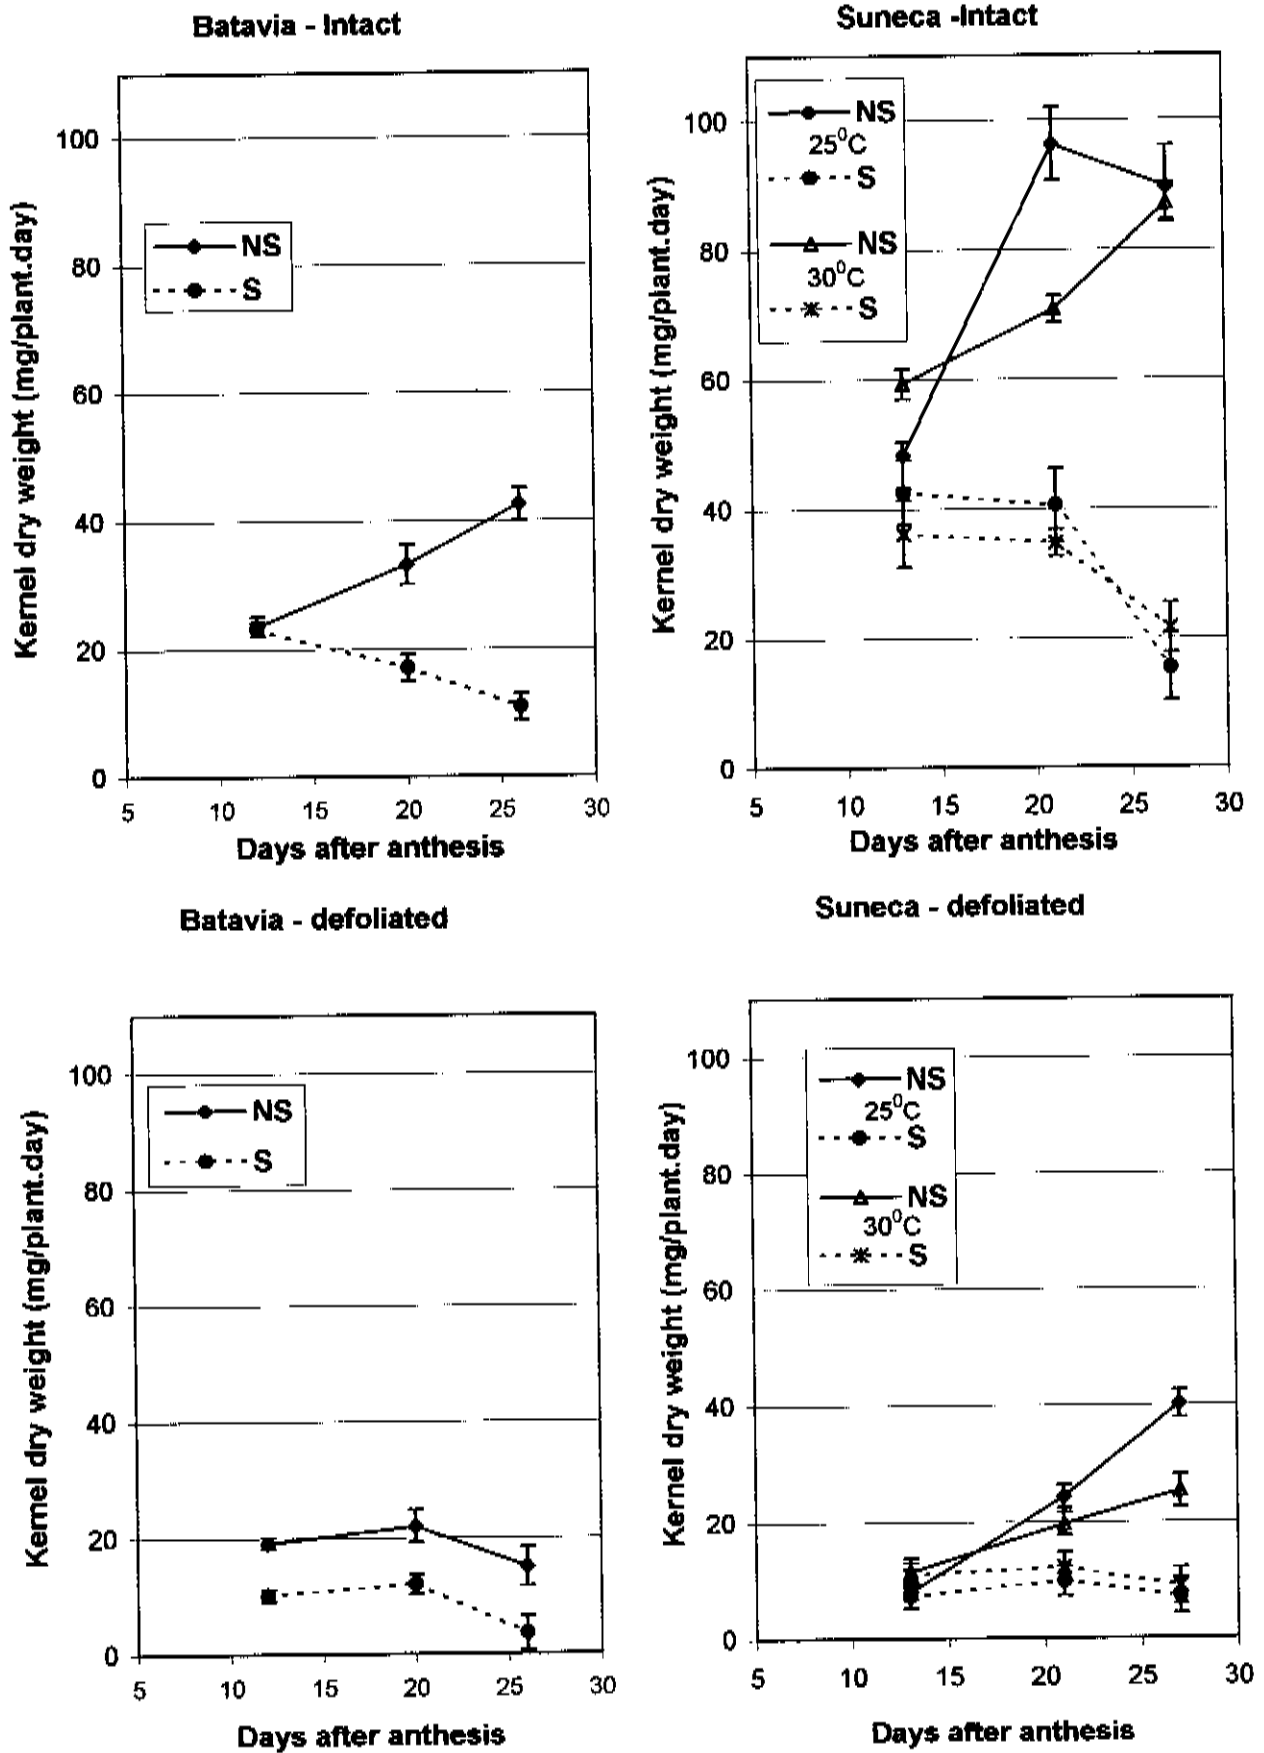 Batavia - Intact
Kernel dry weight (mg/plant.day)
100
80
60
40
20
0
NS
S
5 10 15 20 25 30
Days after anthesis
Suneca -Intact
Kernel dry weight (mg/plant.day)
100
80
60
40
20
0
NS
25⁰C
S
NS
30⁰C
S
5 10 15 20 25 30
Days after anthesis
Batavia - defoliated
Kernel dry weight (mg/plant.day)
100
80
60
40
20
0
NS
S
5 10 15 20 25 30
Days after anthesis
Suneca - defoliated
Kernel dry weight (mg/plant.day)
100
80
60
40
20
0
NS
25⁰C
S
NS
30⁰C
S
5 10 15 20 25 30
Days after anthesis